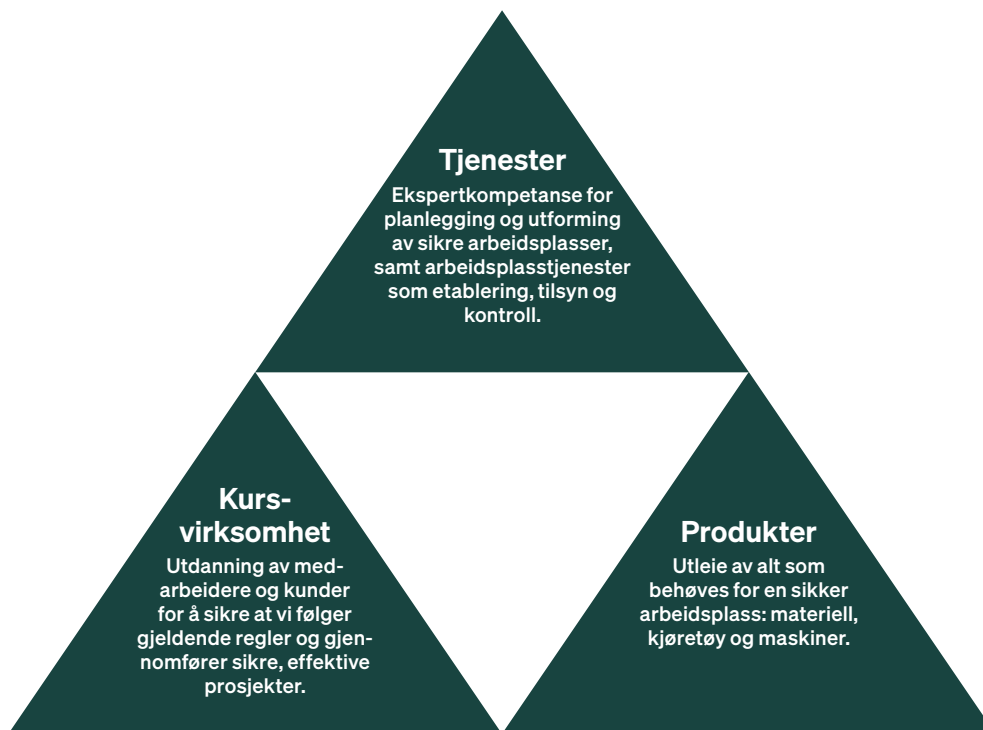 Tjenester
Ekspertkompetanse for
planlegging og utforming
av sikre arbeidsplasser,
samt arbeidsplasstjenester
som etablering, tilsyn og
kontroll.
Kurs-
virksomhet
Utdanning av med-
arbeidere og kunder
for å sikre at vi følger
gjeldende regler og gjen-
nomfører sikre, effektive
prosjekter.
Produkter
Utleie av alt som
behøves for en sikker
arbeidsplass: materiell,
kjøretøy og maskiner.